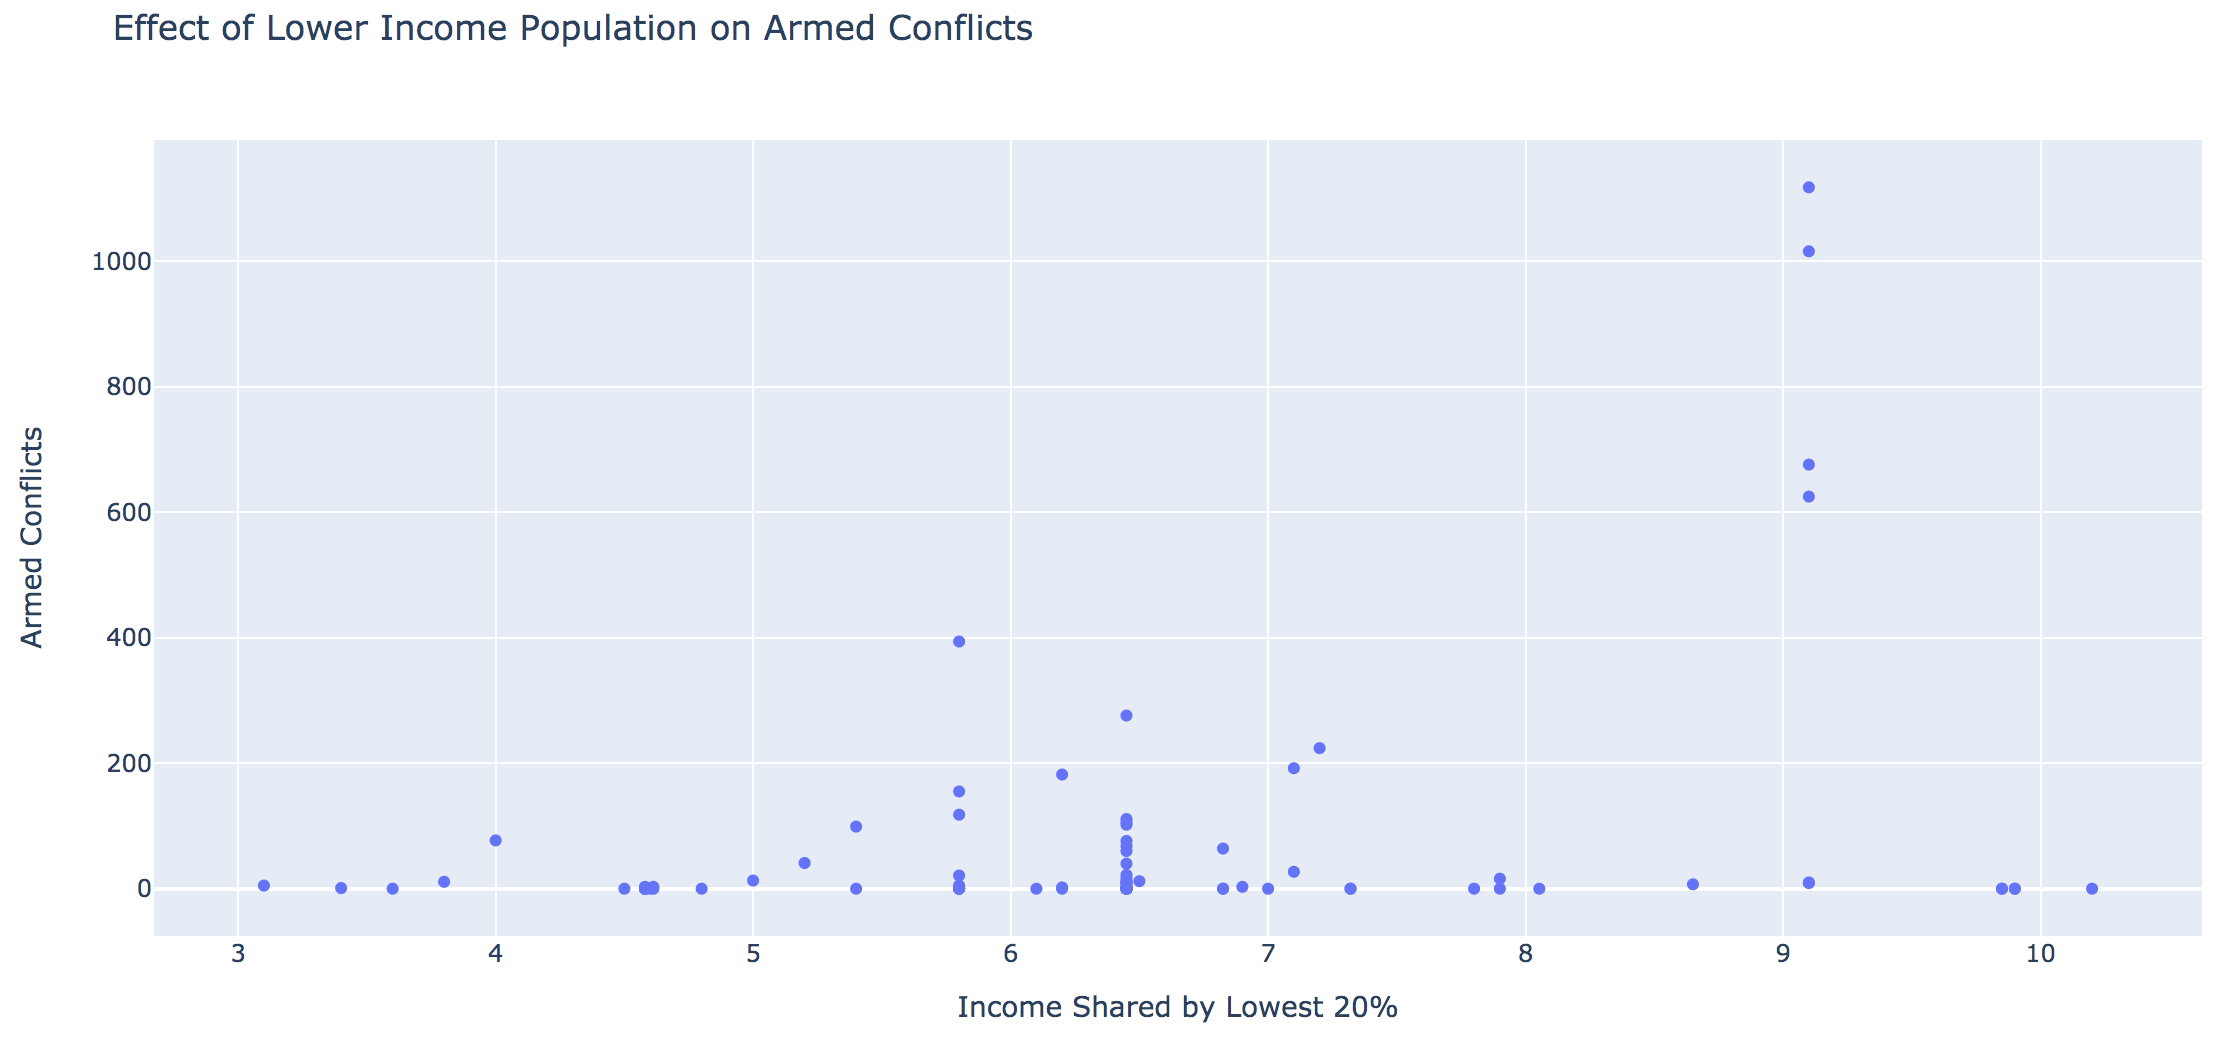 Effect of Lower Income Population on Armed Conflicts
1000
800
600
400
200
0
Armed Conflicts
3 4 5 6 7 8 9 10
Income Shared by Lowest 20%